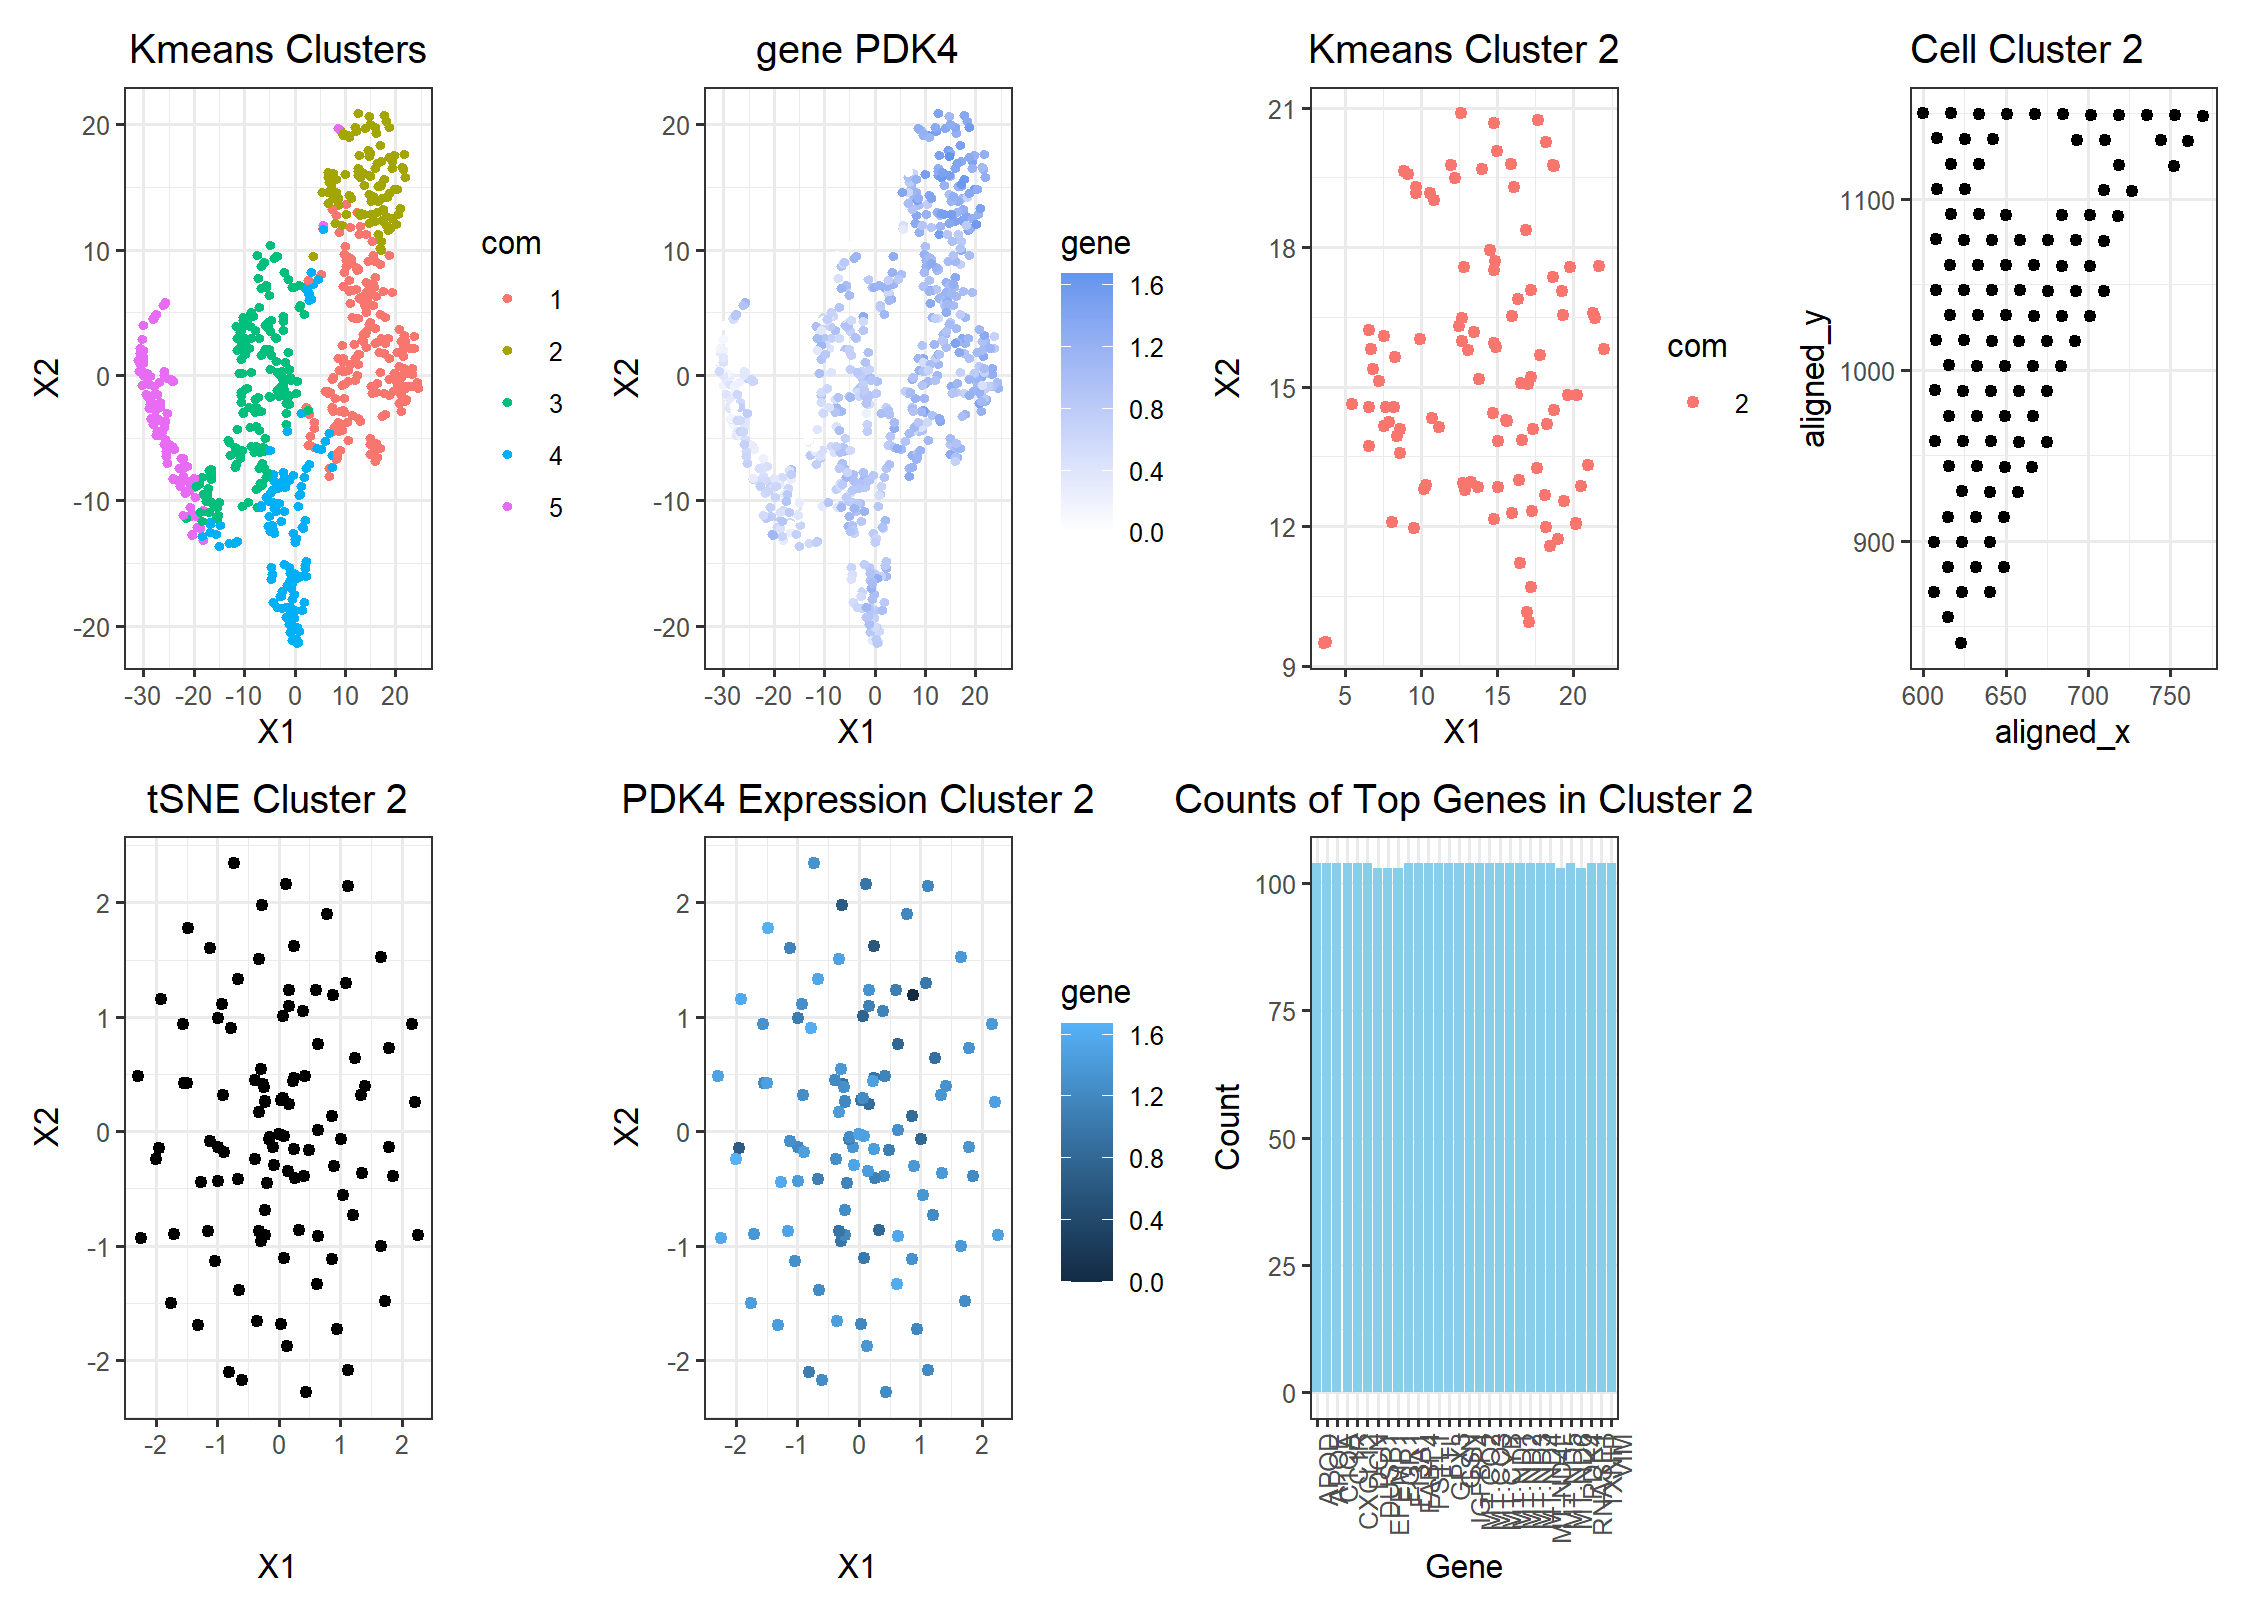 Kmeans Clusters
X2
20
10
0
-10
-20
-30 -20 -10 0 10 20
X1
com
1
2
3
4
5
gene PDK4
X2
20
10
0
-10
-20
-30 -20 -10 0 10 20
X1
gene
1.6
1.2
0.8
0.4
0.0
Kmeans Cluster 2
X2
21
18
15
12
9
5 10 15 20
X1
com
2
Cell Cluster 2
aligned_y
1100
1000
900
600 650 700 750
aligned_x
tSNE Cluster 2
X2
2
1
0
-1
-2
-2 -1 0 1 2
X1
PDK4 Expression Cluster 2
X2
2
1
0
-1
-2
-2 -1 0 1 2
X1
gene
1.6
1.2
0.8
0.4
0.0
Counts of Top Genes in Cluster 2
Count
100
75
50
25
0
APOD
VIM
Gene